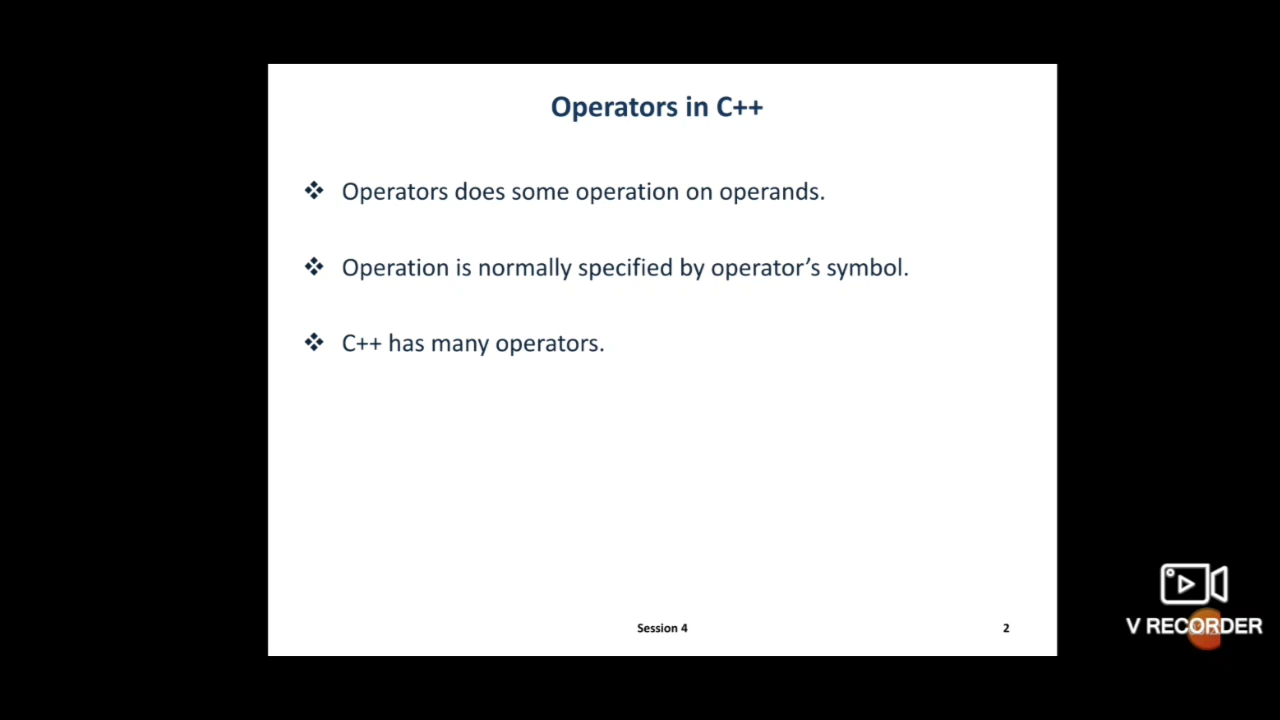 Operators in C++
❖ Operators does some operation on operands.
❖ Operation is normally specified by operator’s symbol.
❖ C++ has many operators.
Session 4
2
V RECORDER